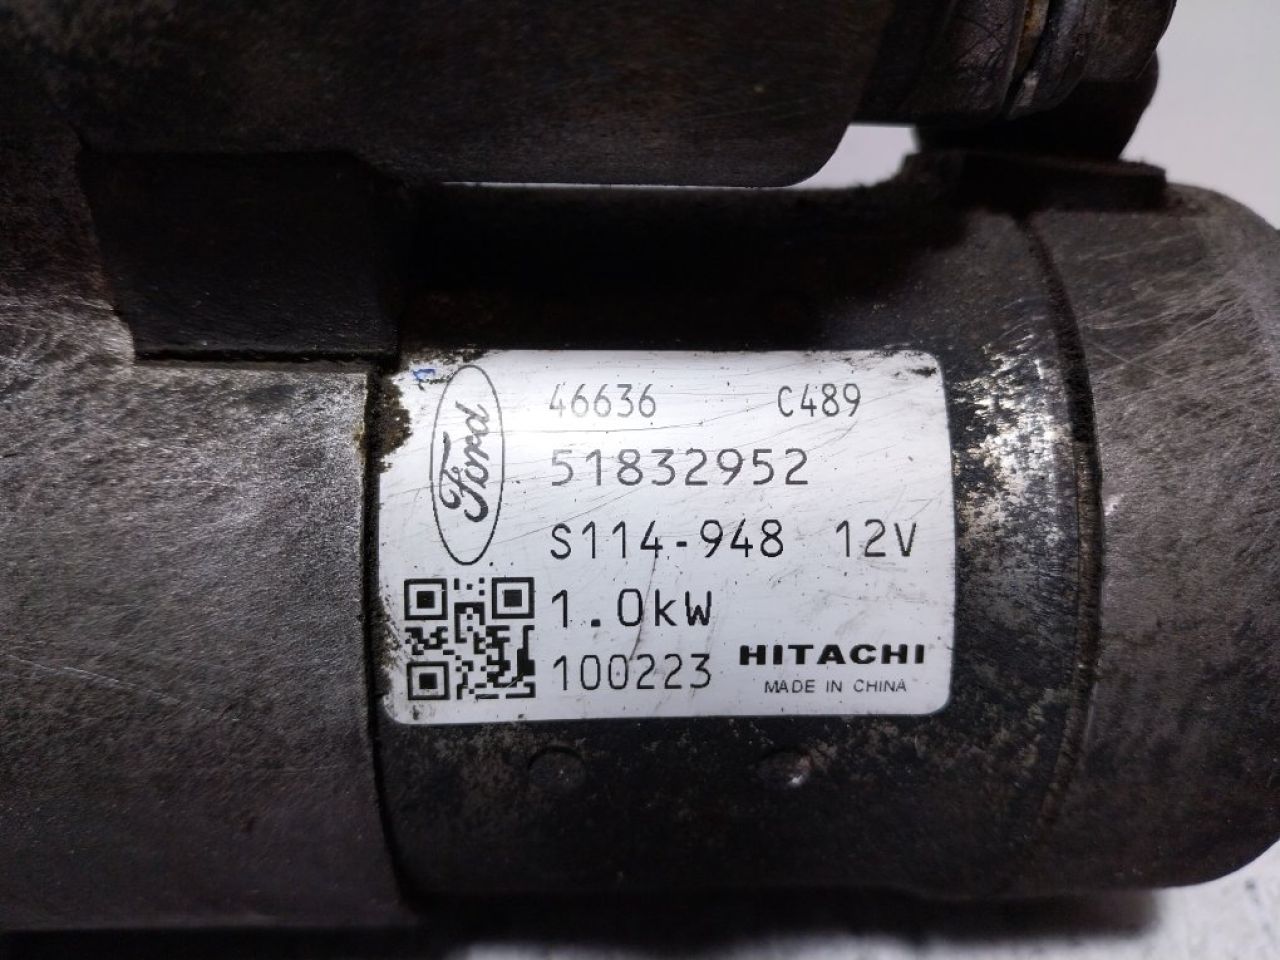 Ford
46636 C489
51832952
S114-948 12V
1.0kW
100223 HITACHI
MADE IN CHINA